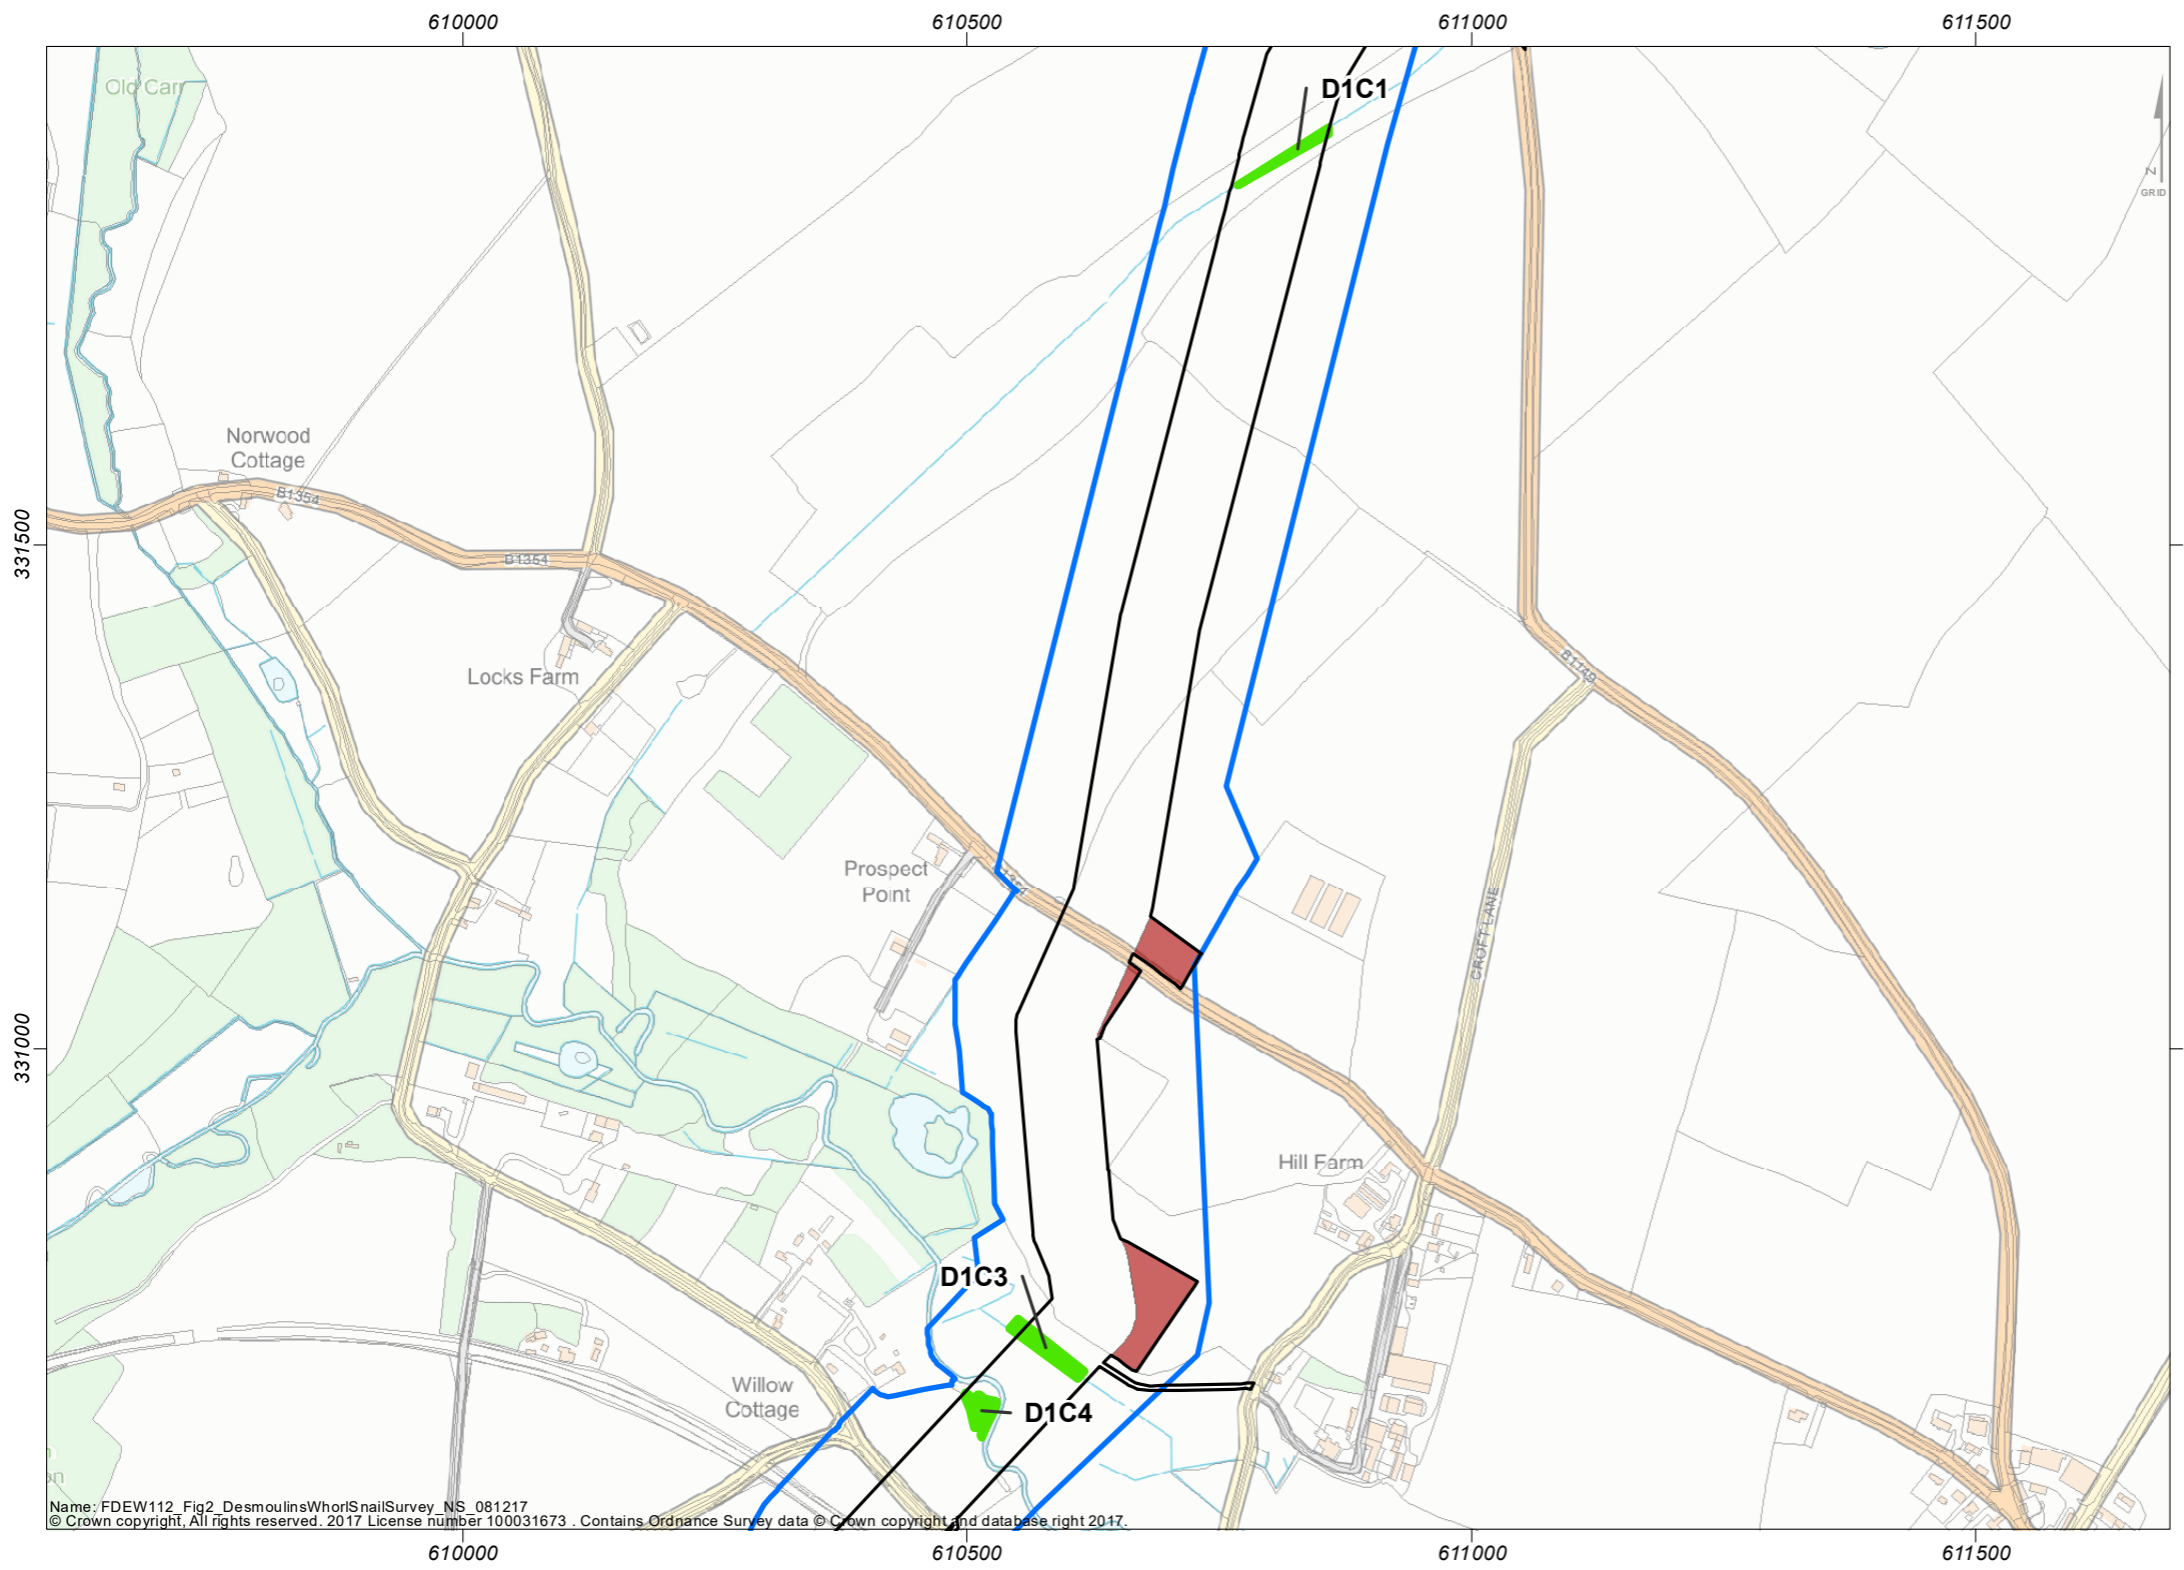 610000
610500
611000
611500
Old Carr
D1C1
N
GRID
Norwood
Cottage
B1354
331500
B1354
Locks Farm
B1149
Prospect
Point
CROFT LANE
331000
Hill Farm
D1C3
Willow
Cottage
D1C4
Name: FDEW112_Fig2_DesmoulinsWhorlSnailSurvey_NS_081217
© Crown copyright, All rights reserved. 2017 License number 100031673 . Contains Ordnance Survey data © Crown copyright and database right 2017.
610000
610500
611000
611500